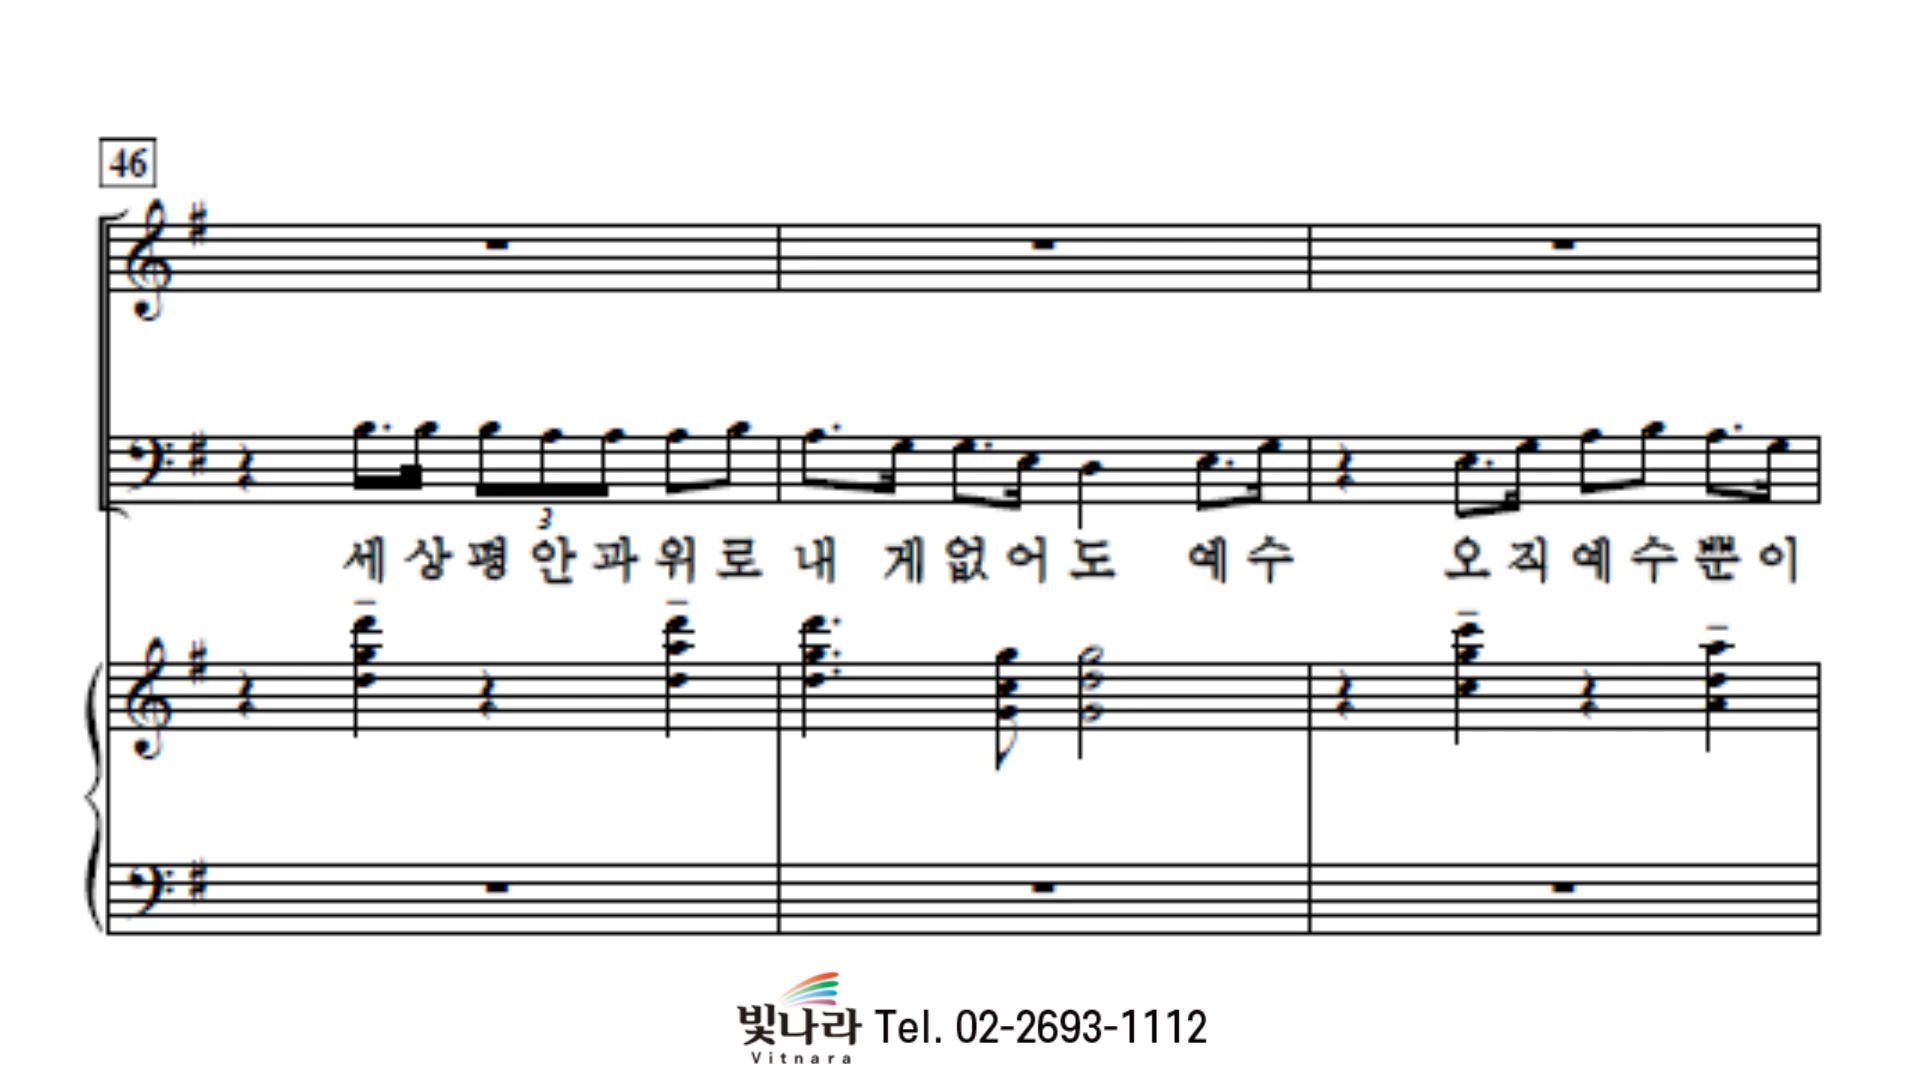 46
3
세 상 평 안 과 위 로 내 게 없 어 도 예 수 오 직 예 수 뿐 이
빛나라 Tel. 02-2693-1112
Vitnara